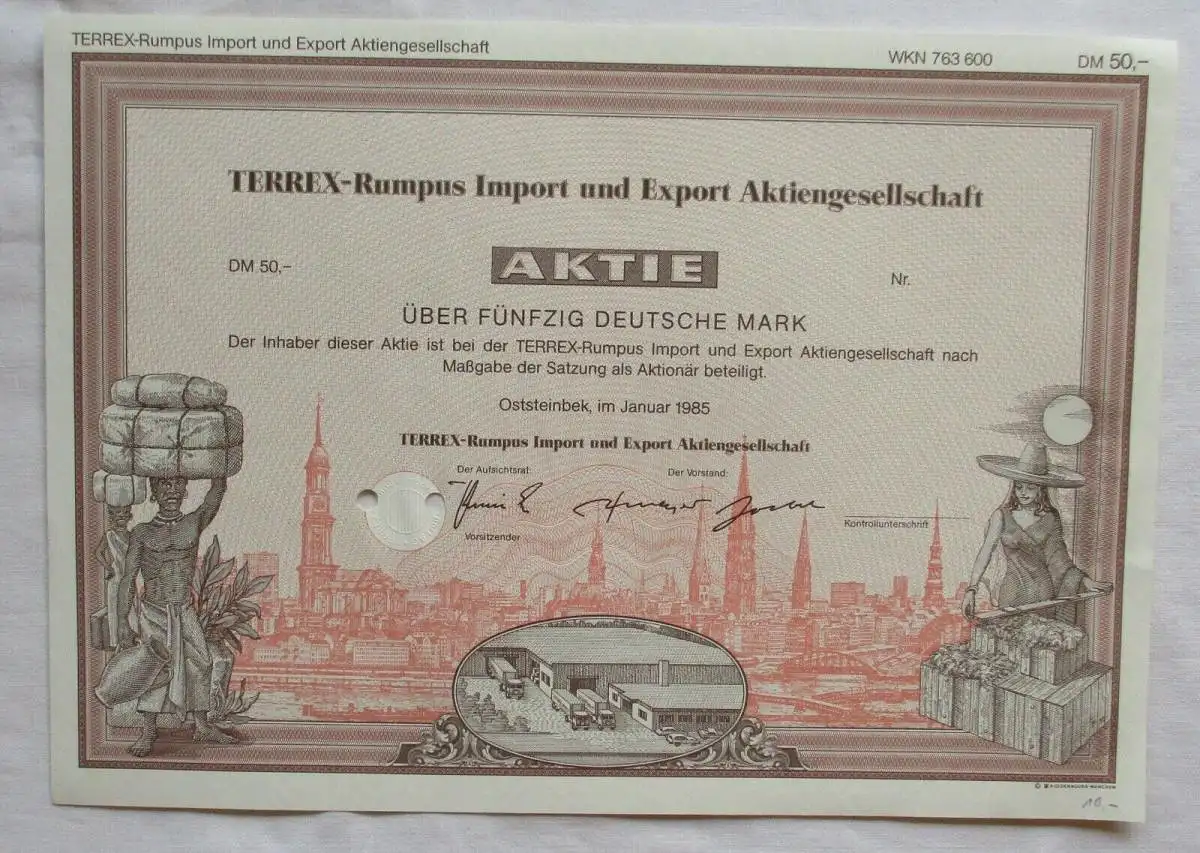 TERREX-Rumpus Import und Export Aktiengesellschaft
WKN 763 600
DM 50,–
TERREX-Rumpus Import und Export Aktiengesellschaft
DM 50,–
AKTIE
Nr.
ÜBER FÜNFZIG DEUTSCHE MARK
Der Inhaber dieser Aktie ist bei der TERREX-Rumpus Import und Export Aktiengesellschaft nach
Maßgabe der Satzung als Aktionär beteiligt.
Oststeinbek, im Januar 1985
TERREX-Rumpus Import und Export Aktiengesellschaft
Der Aufsichtsrat:
Der Vorstand:
Vorsitzender
Kontrollunterschrift
10,–